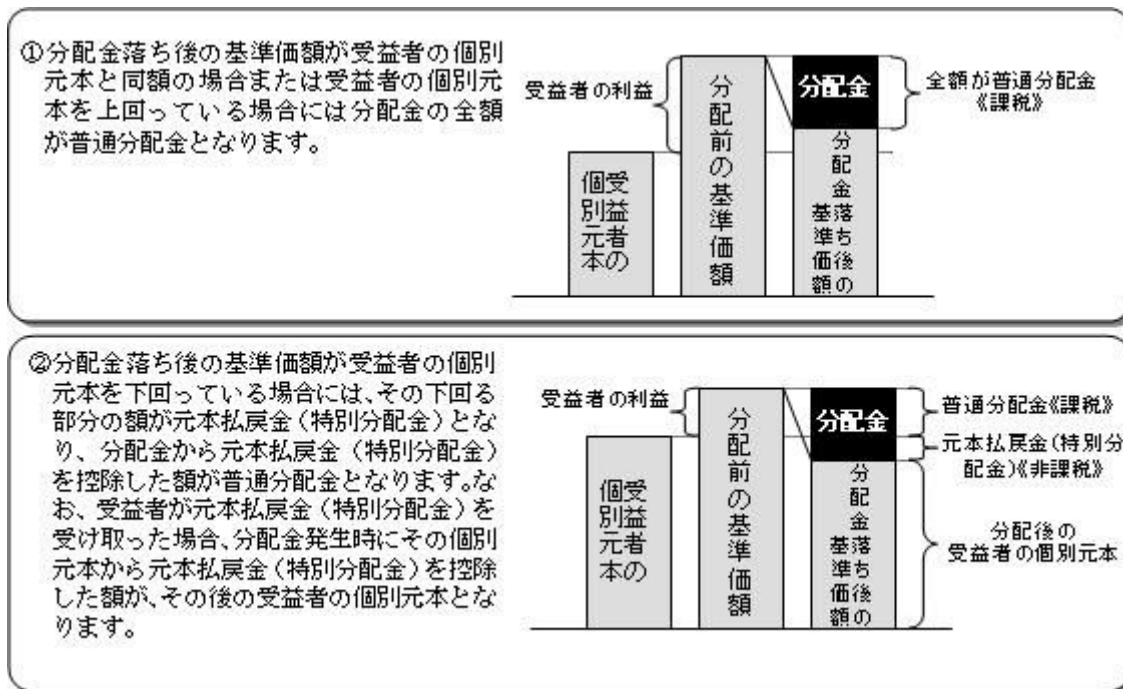 ①分配金落ち後の基準価額が受益者の個別
元本と同額の場合または受益者の個別元
本を上回っている場合には分配金の全額
が普通分配金となります。
受益者の利益
受益者の
個別元本
分配前の基準価額
分配金
分配金落ち後の
基準価額
全額が普通分配金
《課税》
②分配金落ち後の基準価額が受益者の個別
元本を下回っている場合には、その下回る
部分の額が元本払戻金（特別分配金）とな
り、分配金から元本払戻金（特別分配金）
を控除した額が普通分配金となります。な
お、受益者が元本払戻金（特別分配金）を
受け取った場合、分配金発生時にその個別
元本から元本払戻金（特別分配金）を控除
した額が、その後の受益者の個別元本とな
ります。
受益者の利益
受益者の
個別元本
分配前の基準価額
分配金
分配金落ち後の
基準価額
普通分配金《課税》
元本払戻金（特別分
配金）《非課税》
分配後の
受益者の個別元本